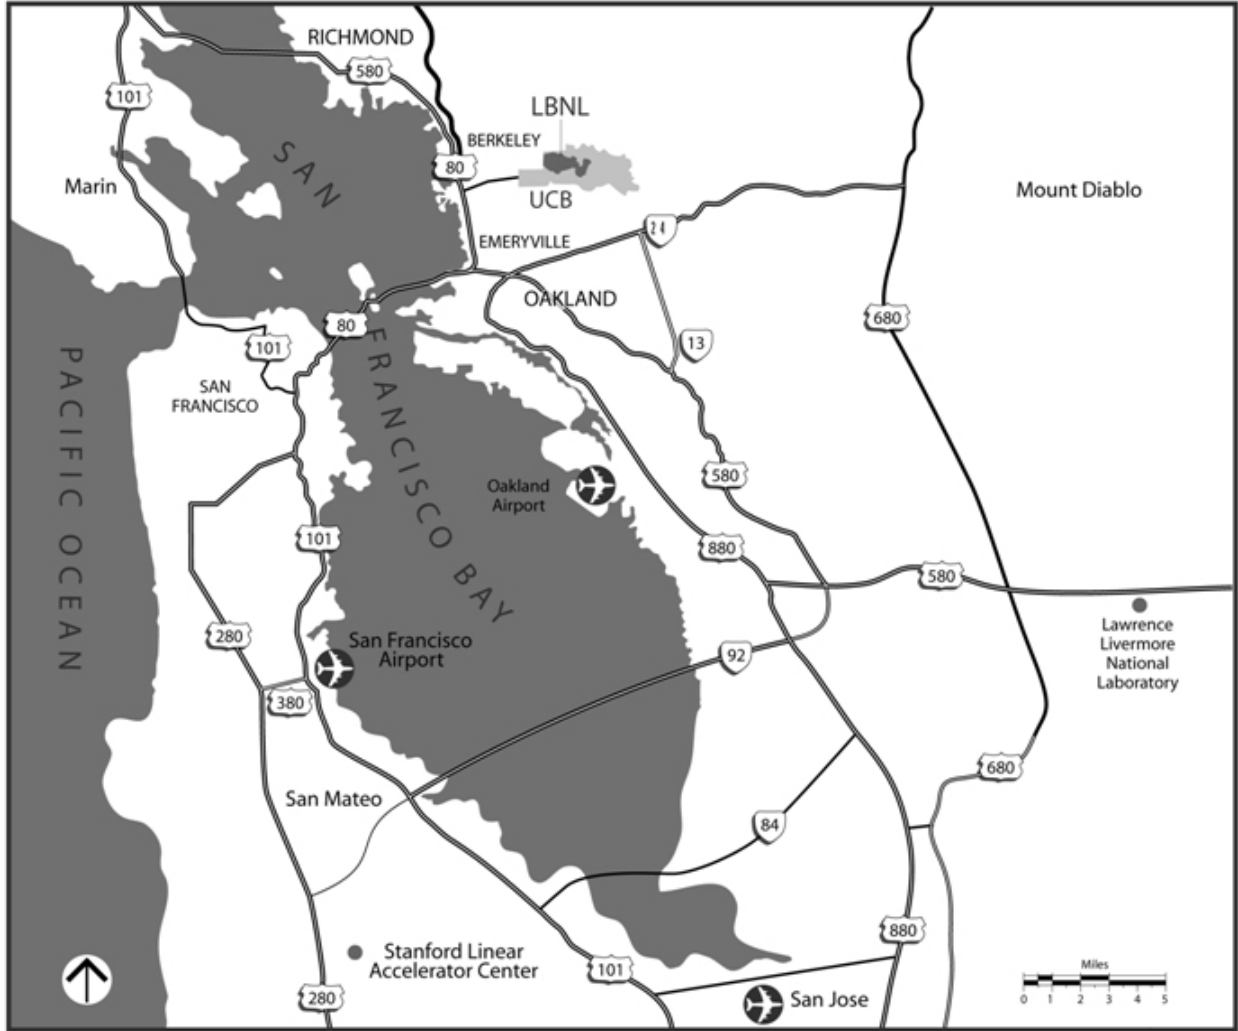 RICHMOND
580
101
LBNL
BERKELEY
80
SAN
Marin
UCB
Mount Diablo
24
EMERYVILLE
OAKLAND
680
80
13
101
FRANCISCO BAY
PACIFIC OCEAN
SAN
FRANCISCO
580
Oakland
Airport
101
880
580
Lawrence
Livermore
National
Laboratory
280
San Francisco
Airport
92
380
680
San Mateo
84
880
Stanford Linear
Accelerator Center
101
280
San Jose
Miles
0 1 2 3 4 5